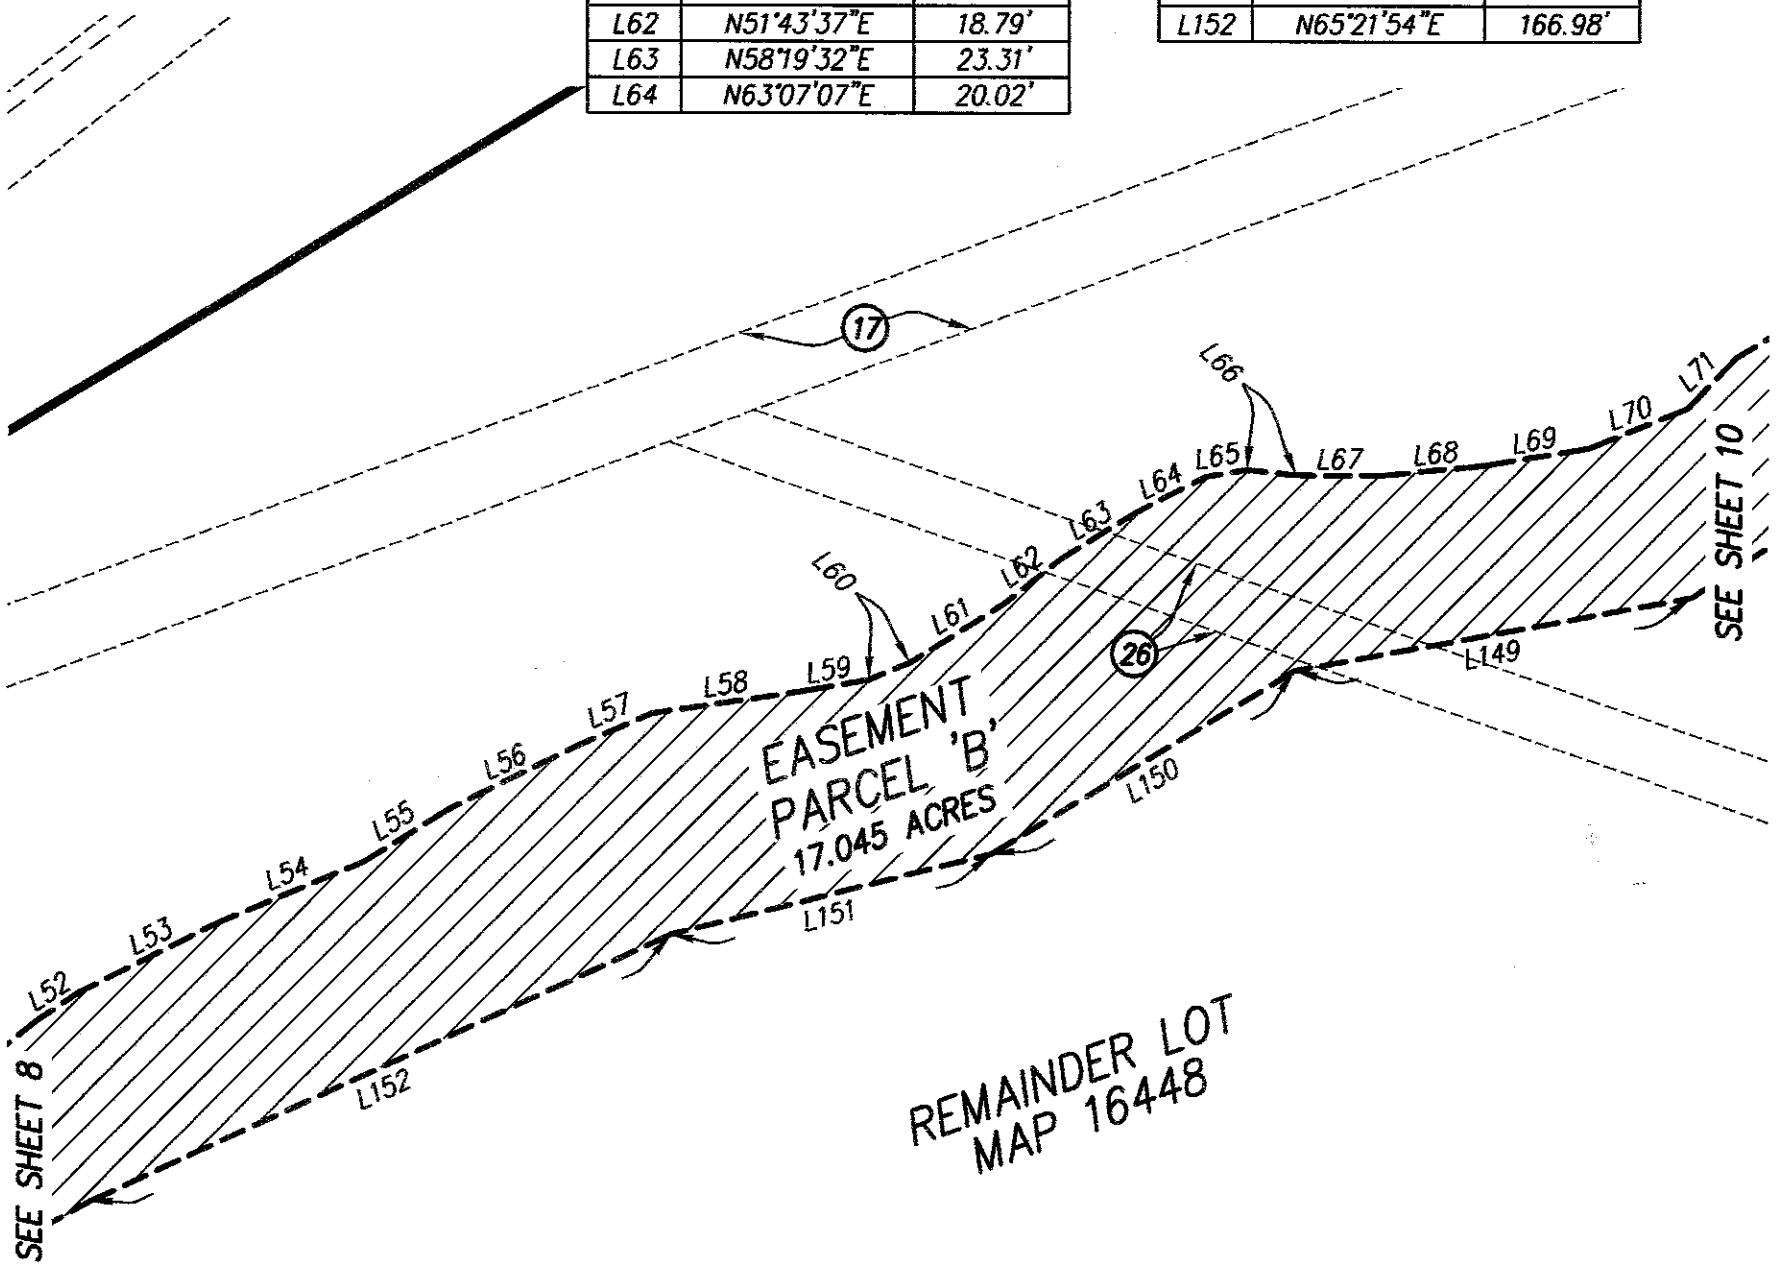 L62 N51°43'37"E 18.79'
L63 N58°19'32"E 23.31'
L64 N63°07'07"E 20.02'
L152 N65°21'54"E 166.98'
17
L66
L71
L70
L69
L68
L67
L65
L64
L63
L62
L60
L61
SEE SHEET 10
26
L149
L59
L58
L57
L56
L55
L54
L53
L52
EASEMENT
PARCEL 'B'
17.045 ACRES
L150
L151
L152
SEE SHEET 8
REMAINDER LOT
MAP 16448